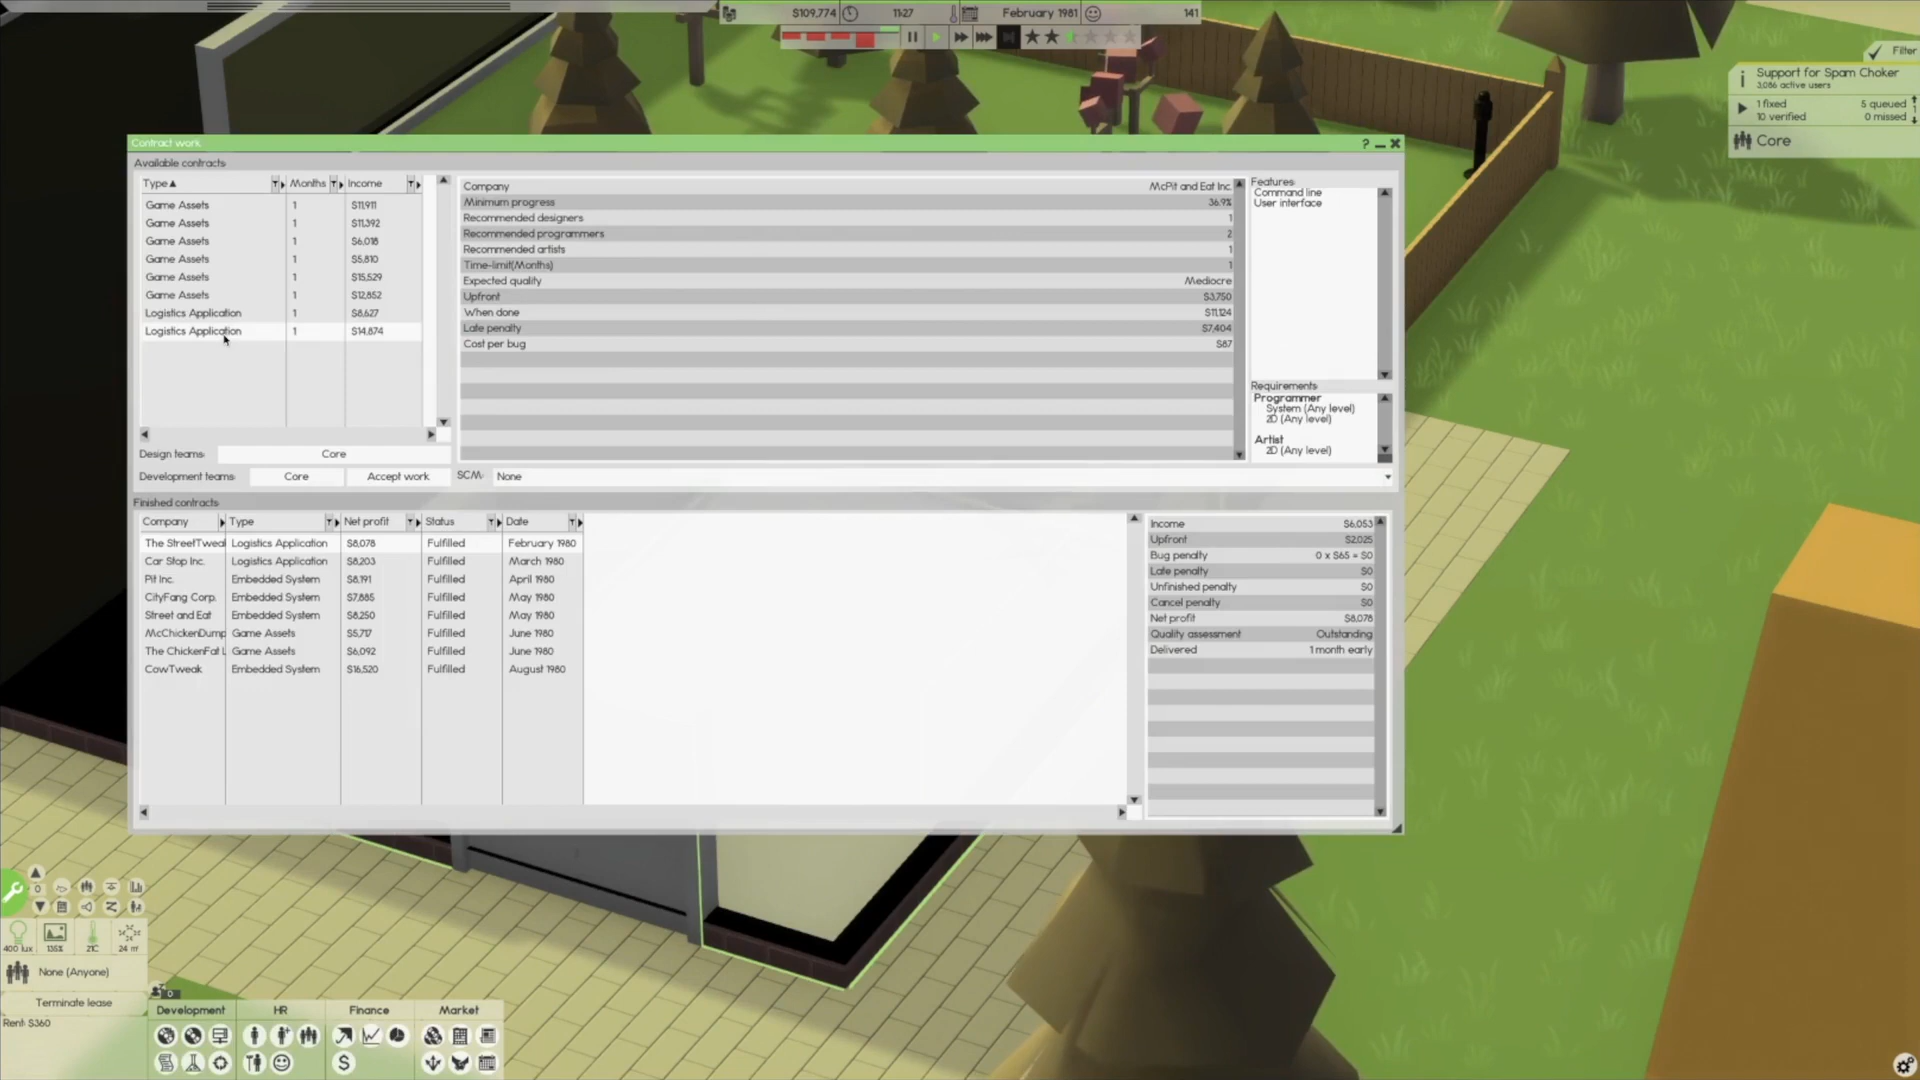 $109,774
11:27
February 1981
141
Filter
Support for Spam Choker
3,086 active users
1 fixed 5 queued
10 verified 0 missed
Core
Contract work
?
Available contracts
Type Months Income
Game Assets 1 $11,911
Game Assets 1 $11,392
Game Assets 1 $6,018
Game Assets 1 $5,810
Game Assets 1 $15,529
Game Assets 1 $12,852
Logistics Application 1 $8,627
Logistics Application 1 $14,874
Company McPit and Eat Inc.
Minimum progress 36.9%
Recommended designers 1
Recommended programmers 2
Recommended artists 1
Time-limit(Months) 1
Expected quality Mediocre
Upfront $3,750
When done $11,124
Late penalty $7,404
Cost per bug $87
Features
Command line
User interface
Requirements
Programmer
System (Any level)
2D (Any level)
Artist
2D (Any level)
Design teams: Core
Development teams: Core Accept work SCM: None
Finished contracts
Company Type Net profit Status Date
The StreetTweak Logistics Application $8,078 Fulfilled February 1980
Car Stop Inc. Logistics Application $8,203 Fulfilled March 1980
Pit Inc. Embedded System $8,191 Fulfilled April 1980
CityFang Corp. Embedded System $7,885 Fulfilled May 1980
Street and Eat Embedded System $8,250 Fulfilled May 1980
McChickenDump Game Assets $5,717 Fulfilled June 1980
The ChickenFat L Game Assets $6,092 Fulfilled June 1980
CowTweak Embedded System $16,520 Fulfilled August 1980
Income $6,053
Upfront $2,025
Bug penalty 0 x $65 = $0
Late penalty $0
Unfinished penalty $0
Cancel penalty $0
Net profit $8,078
Quality assessment Outstanding
Delivered 1 month early
0
400 lux 135% 21C 24 m²
None (Anyone)
Terminate lease
Rent: $360
0
Development HR Finance Market